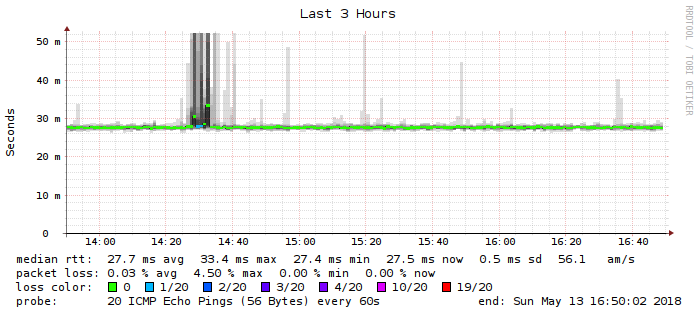 Last 3 Hours
RRDTOOL / TOBI OETIKER
Seconds
50 m
40 m
30 m
20 m
10 m
0
14:00 14:20 14:40 15:00 15:20 15:40 16:00 16:20 16:40
median rtt: 27.7 ms avg 33.4 ms max 27.4 ms min 27.5 ms now 0.5 ms sd 56.1 am/s
packet loss: 0.03 % avg 4.50 % max 0.00 % min 0.00 % now
loss color: 0 1/20 2/20 3/20 4/20 10/20 19/20
probe: 20 ICMP Echo Pings (56 Bytes) every 60s end: Sun May 13 16:50:02 2018